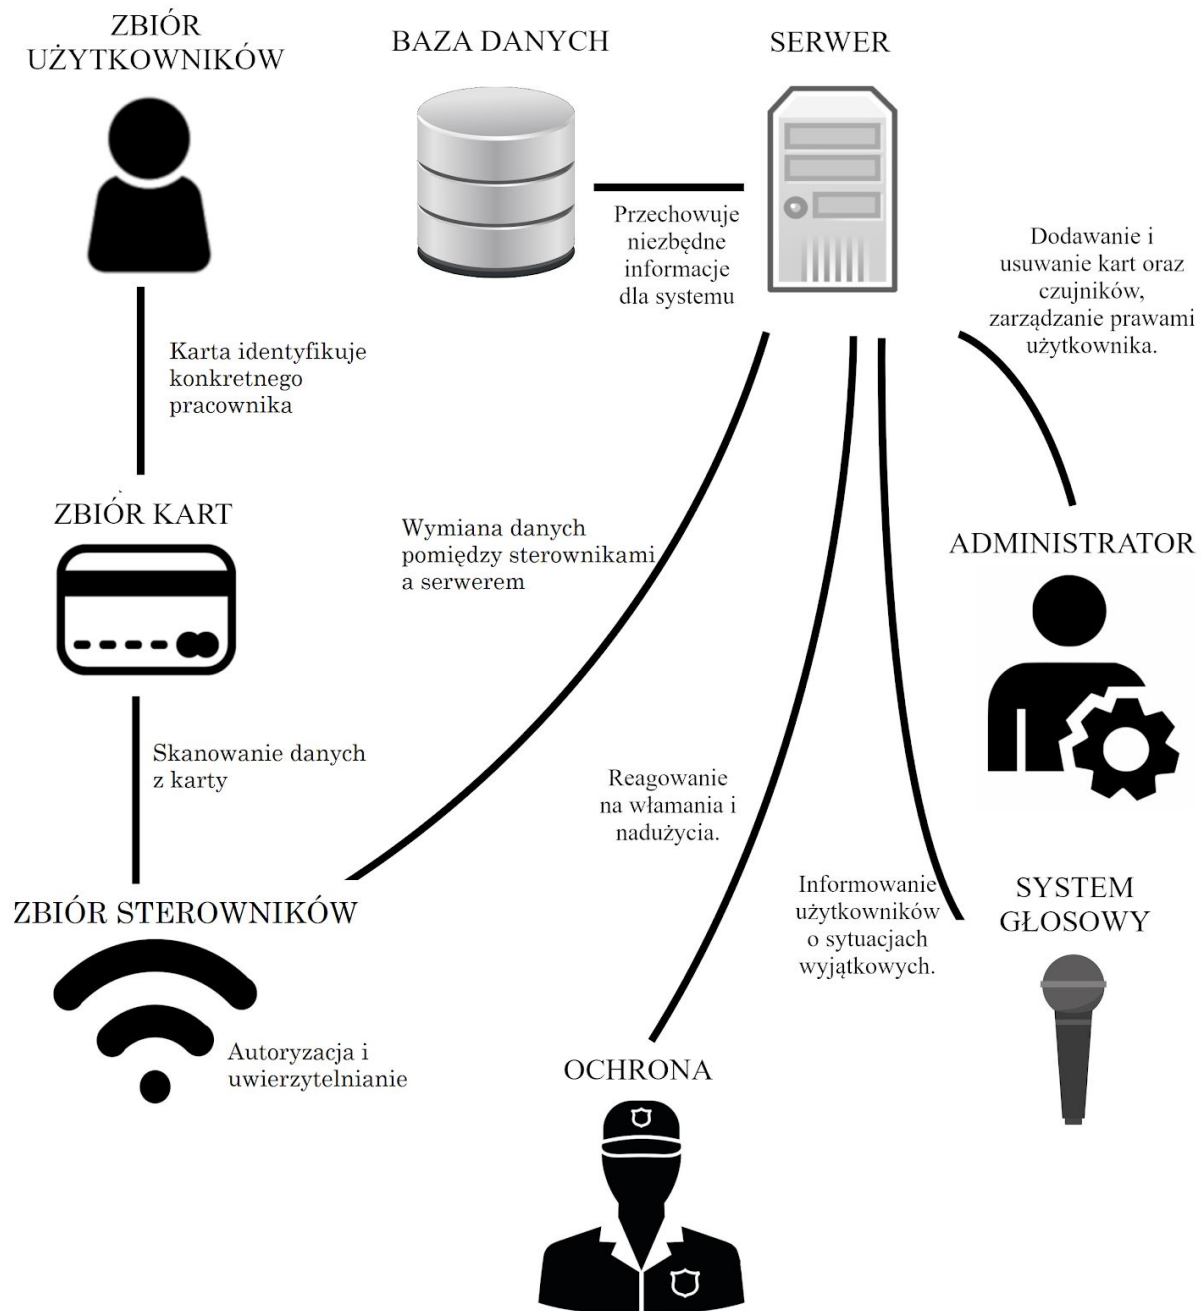 ZBIÓR
UŻYTKOWNIKÓW
BAZA DANYCH
SERWER
Przechowuje
niezbędne
informacje
dla systemu
Dodawanie i
usuwanie kart oraz
czujników,
zarządzanie prawami
użytkownika.
Karta identyfikuje
konkretnego
pracownika
ZBIÓR KART
Wymiana danych
pomiędzy sterownikami
a serwerem
ADMINISTRATOR
Skanowanie danych
z karty
Reagowanie
na włamania i
nadużycia.
ZBIÓR STEROWNIKÓW
Informowanie
użytkowników
o sytuacjach
wyjątkowych.
SYSTEM
GŁOSOWY
Autoryzacja i
uwierzytelnianie
OCHRONA